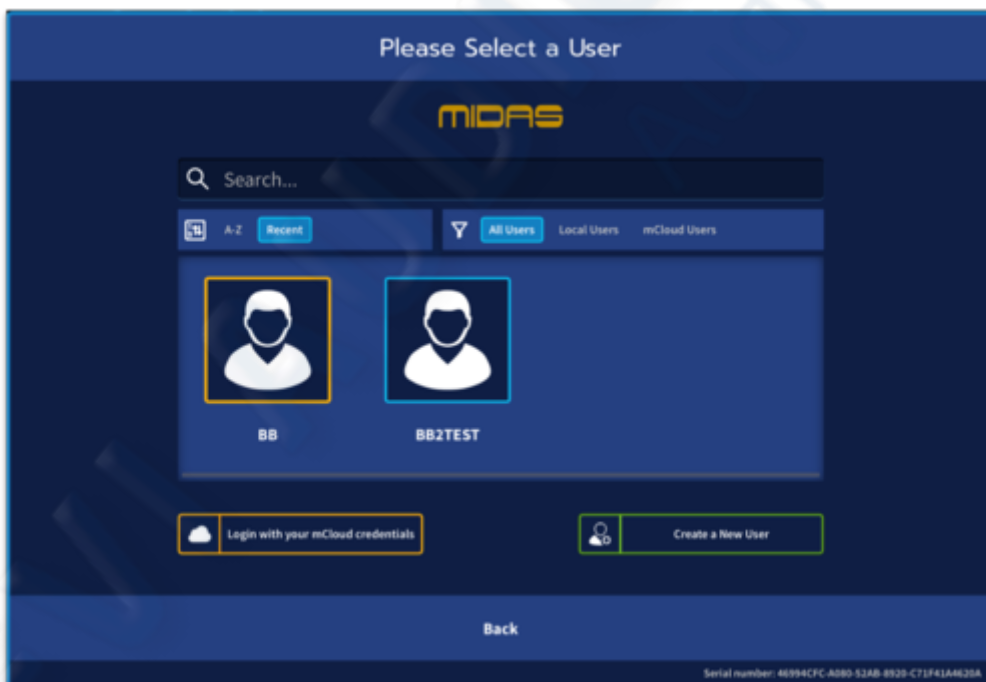 Please Select a User
MIDAS
Search...
A-Z Recent All Users Local Users mCloud Users
BB BB2TEST
Login with your mCloud credentials Create a New User
Back
Serial number: 46994CFC-A080-52AB-8920-C71F41A4620A